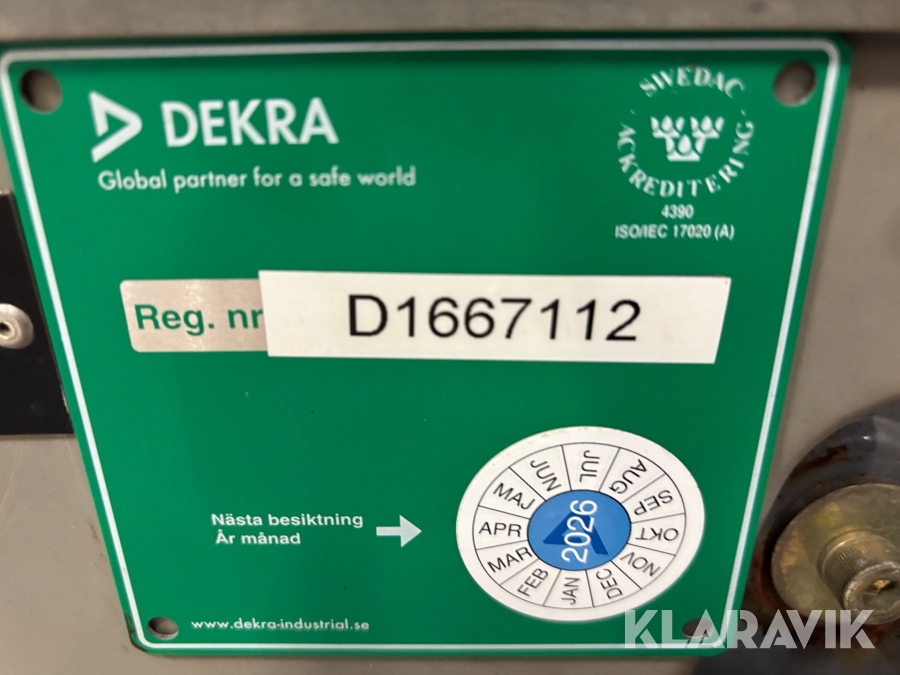 DEKRA
Global partner for a safe world
SWEDAC
ACKREDITERING
4390
ISO/IEC 17020 (A)
Reg. nr
D1667112
Nästa besiktning
År månad
JAN
FEB
MAR
APR
MAJ
JUN
JUL
AUG
SEP
OKT
NOV
DEC
2026
www.dekra-industrial.se
KLARAVIK